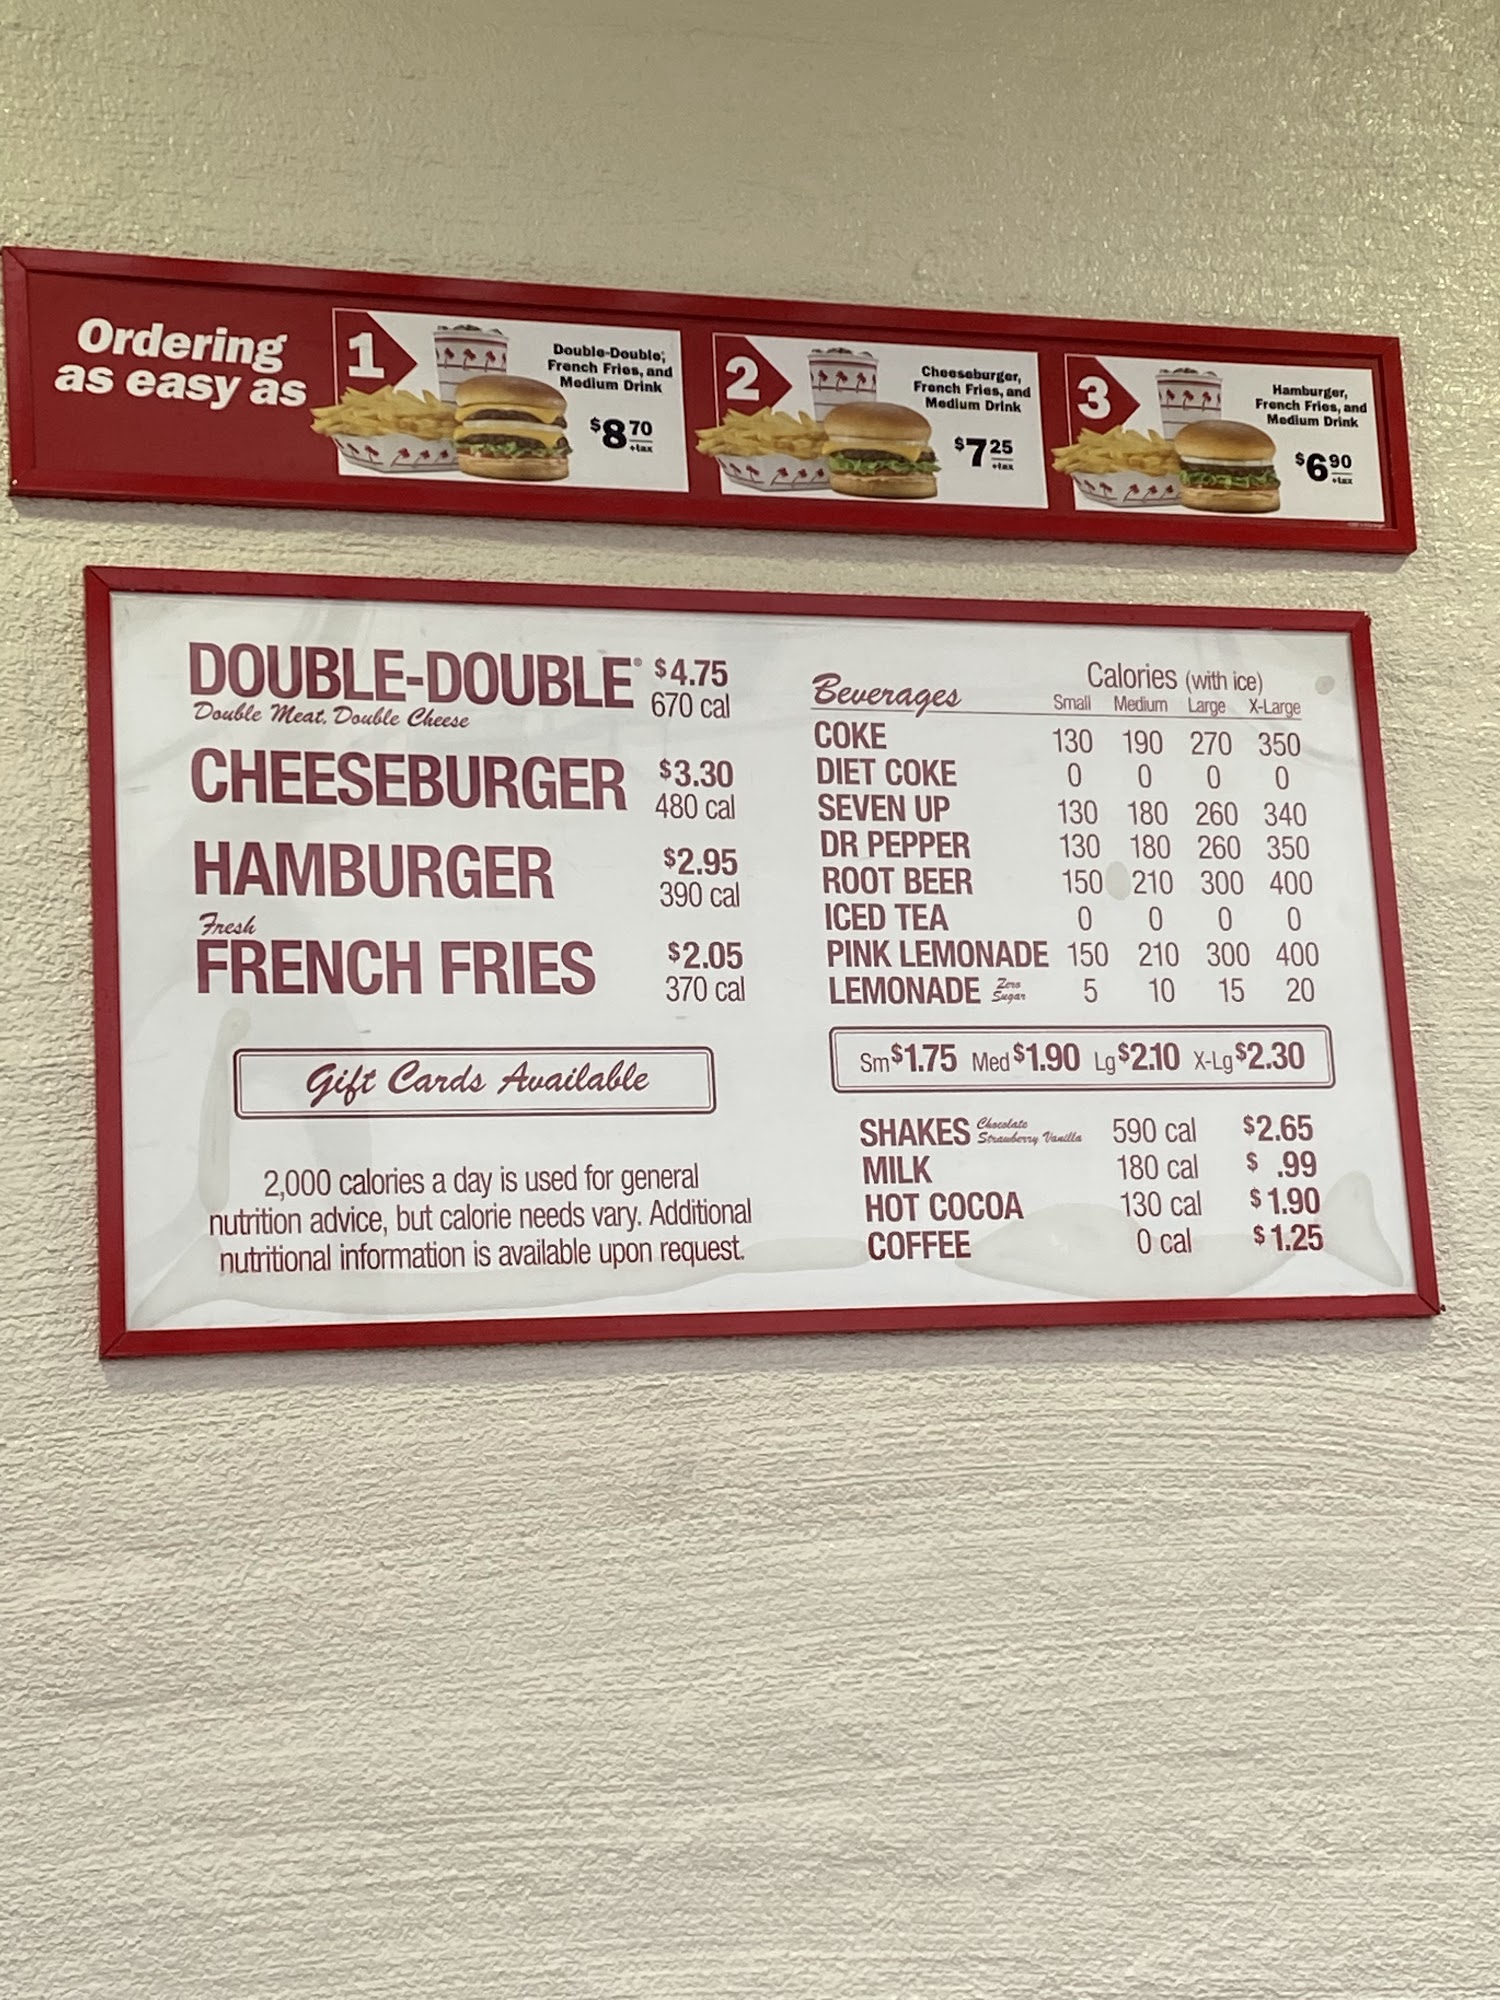 Ordering
as easy as
1
Double-Double,
French Fries, and
Medium Drink
$8.70
+tax
2
Cheeseburger,
French Fries, and
Medium Drink
$7.25
+tax
3
Hamburger,
French Fries, and
Medium Drink
$6.90
+tax
DOUBLE-DOUBLE® $4.75
Double Meat, Double Cheese 670 cal
CHEESEBURGER $3.30
480 cal
HAMBURGER $2.95
390 cal
Fresh
FRENCH FRIES $2.05
370 cal
Gift Cards Available
2,000 calories a day is used for general
nutrition advice, but calorie needs vary. Additional
nutritional information is available upon request.
Calories (with ice)
Beverages Small Medium Large X-Large
COKE 130 190 270 350
DIET COKE 0 0 0 0
SEVEN UP 130 180 260 340
DR PEPPER 130 180 260 350
ROOT BEER 150 210 300 400
ICED TEA 0 0 0 0
PINK LEMONADE 150 210 300 400
LEMONADE Zero Sugar 5 10 15 20
Sm $1.75 Med $1.90 Lg $2.10 X-Lg $2.30
SHAKES Chocolate Strawberry Vanilla 590 cal $2.65
MILK 180 cal $ .99
HOT COCOA 130 cal $1.90
COFFEE 0 cal $1.25